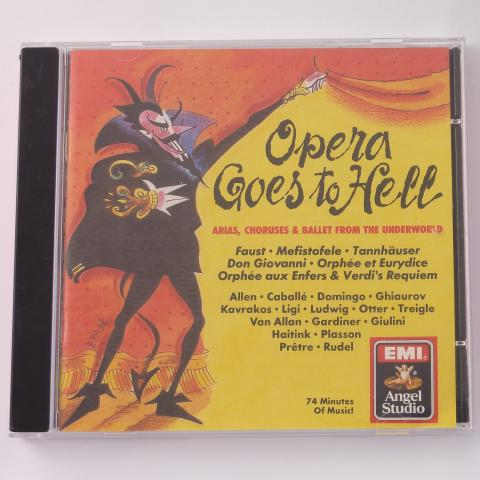 Opera
Goes to Hell
ARIAS, CHORUSES & BALLET FROM THE UNDERWORLD
Faust • Mefistofele • Tannhäuser
Don Giovanni • Orphée et Eurydice
Orphée aux Enfers & Verdi's Requiem
Allen • Caballé • Domingo • Ghiaurov
Kavrakos • Ligi • Ludwig • Otter • Treigle
Van Allan • Gardiner • Giulini
Haitink • Plasson
Prêtre • Rudel
74 Minutes
Of Music!
EMI
Angel
Studio